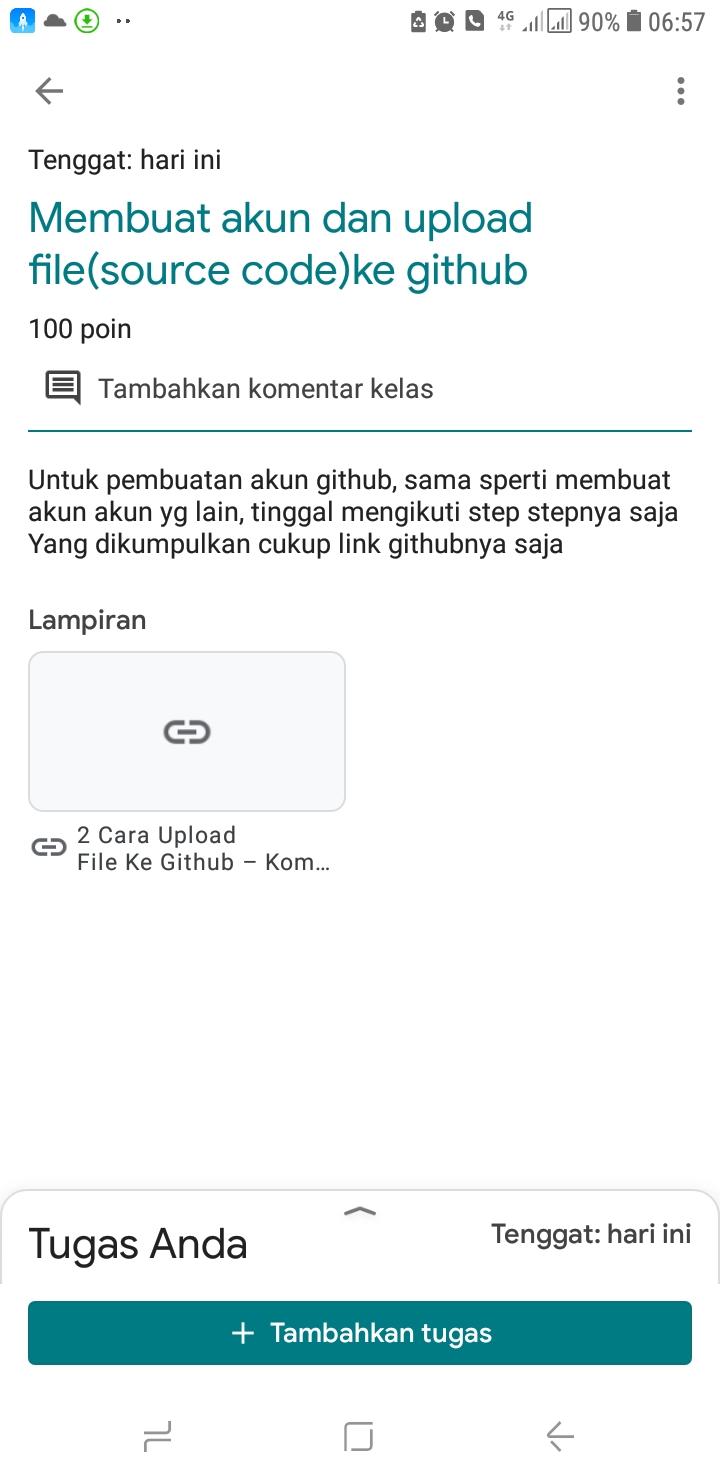 4G 90% 06:57
Tenggat: hari ini
Membuat akun dan upload
file(source code)ke github
100 poin
Tambahkan komentar kelas
Untuk pembuatan akun github, sama sperti membuat
akun akun yg lain, tinggal mengikuti step stepnya saja
Yang dikumpulkan cukup link githubnya saja
Lampiran
2 Cara Upload
File Ke Github – Kom...
Tugas Anda
Tenggat: hari ini
+ Tambahkan tugas